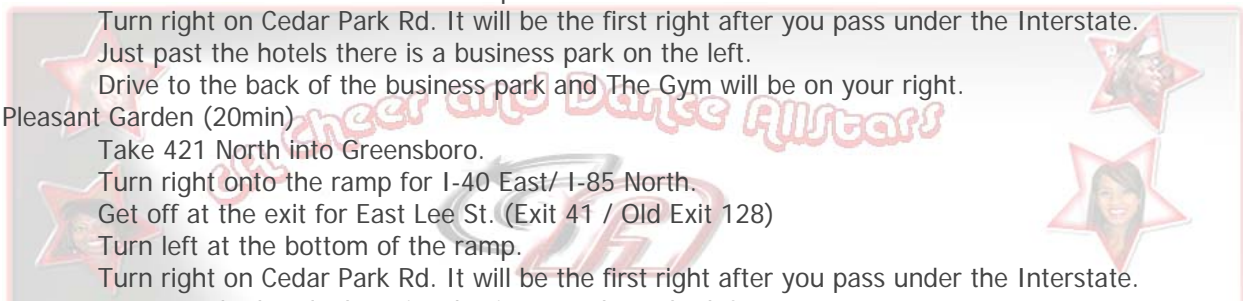 Turn right on Cedar Park Rd. It will be the first right after you pass under the Interstate.
Just past the hotels there is a business park on the left.
Drive to the back of the business park and The Gym will be on your right.
Pleasant Garden (20min)
Cheer and Dance Allstars
Take 421 North into Greensboro.
Turn right onto the ramp for I-40 East/ I-85 North.
Get off at the exit for East Lee St. (Exit 41 / Old Exit 128)
Turn left at the bottom of the ramp.
Turn right on Cedar Park Rd. It will be the first right after you pass under the Interstate.